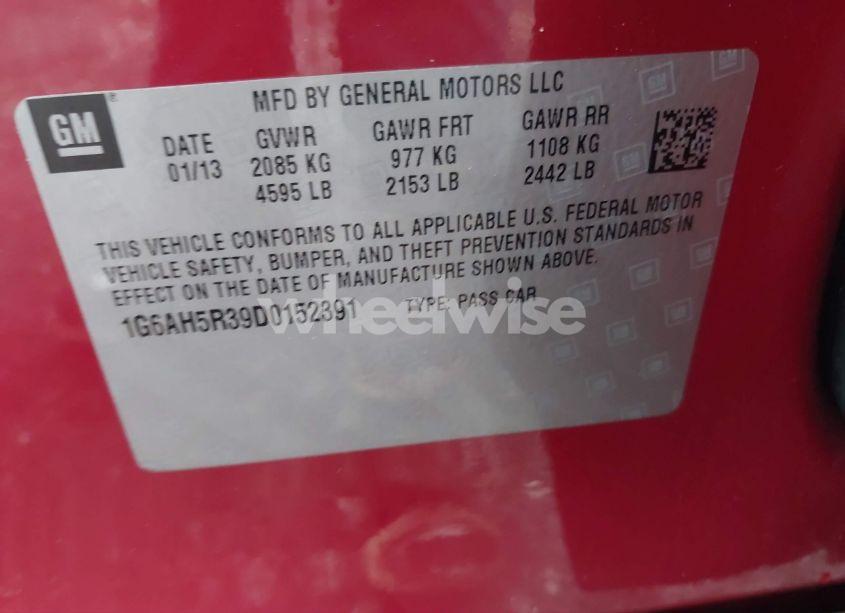 GM
MFD BY GENERAL MOTORS LLC
DATE GVWR GAWR FRT GAWR RR
01/13 2085 KG 977 KG 1108 KG
4595 LB 2153 LB 2442 LB
THIS VEHICLE CONFORMS TO ALL APPLICABLE U.S. FEDERAL MOTOR
VEHICLE SAFETY, BUMPER, AND THEFT PREVENTION STANDARDS IN
EFFECT ON THE DATE OF MANUFACTURE SHOWN ABOVE.
1G6AH5R39D0152391 TYPE: PASS CAR
wheelwise